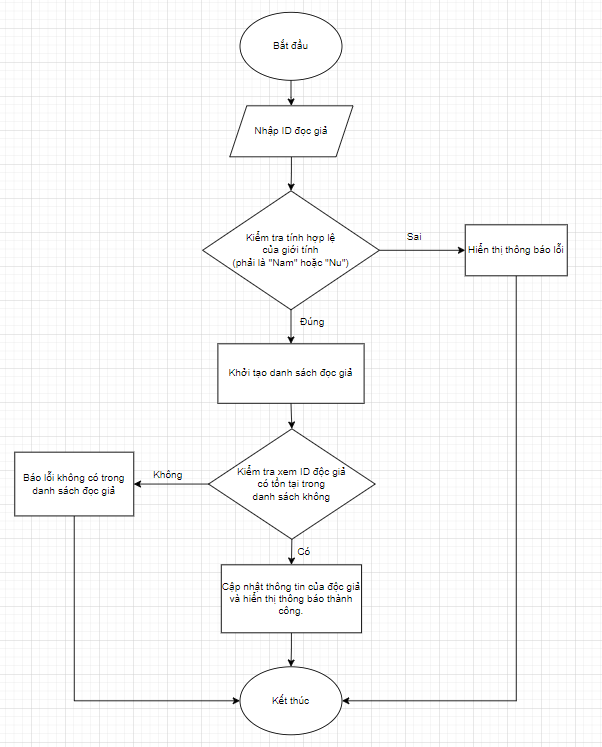 Bắt đầu
Nhập ID đọc giả
Kiểm tra tính hợp lệ
của giới tính
(phải là "Nam" hoặc "Nu")
Sai
Hiển thị thông báo lỗi
Đúng
Khởi tạo danh sách đọc giả
Kiểm tra xem ID độc giả
có tồn tại trong
danh sách không
Không
Báo lỗi không có trong
danh sách đọc giả
Có
Cập nhật thông tin của độc giả
và hiển thị thông báo thành
công.
Kết thúc